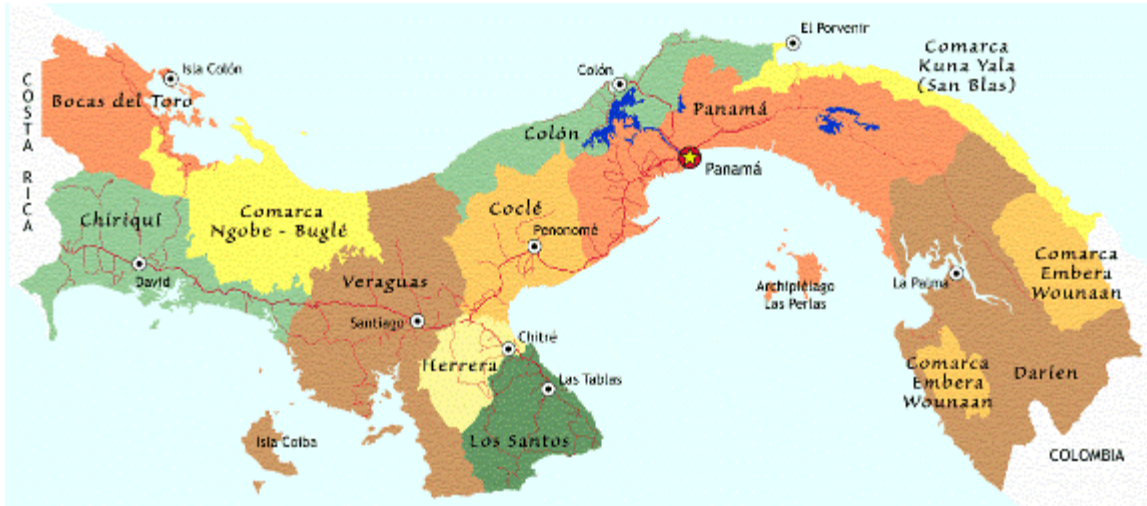 COSTA RICA
Isla Colón
Bocas del Toro
Chiriquí
David
Comarca
Ngobe - Buglé
Veraguas
Santiago
Isla Coiba
Herrera
Chitré
Las Tablas
Los Santos
Coclé
Penonomé
Colón
Colón
Panamá
Panamá
El Porvenir
Comarca
Kuna Yala
(San Blas)
Archipiélago
Las Perlas
La Palma
Comarca
Embera
Wounaan
Comarca
Embera
Wounaan
Daríen
COLOMBIA